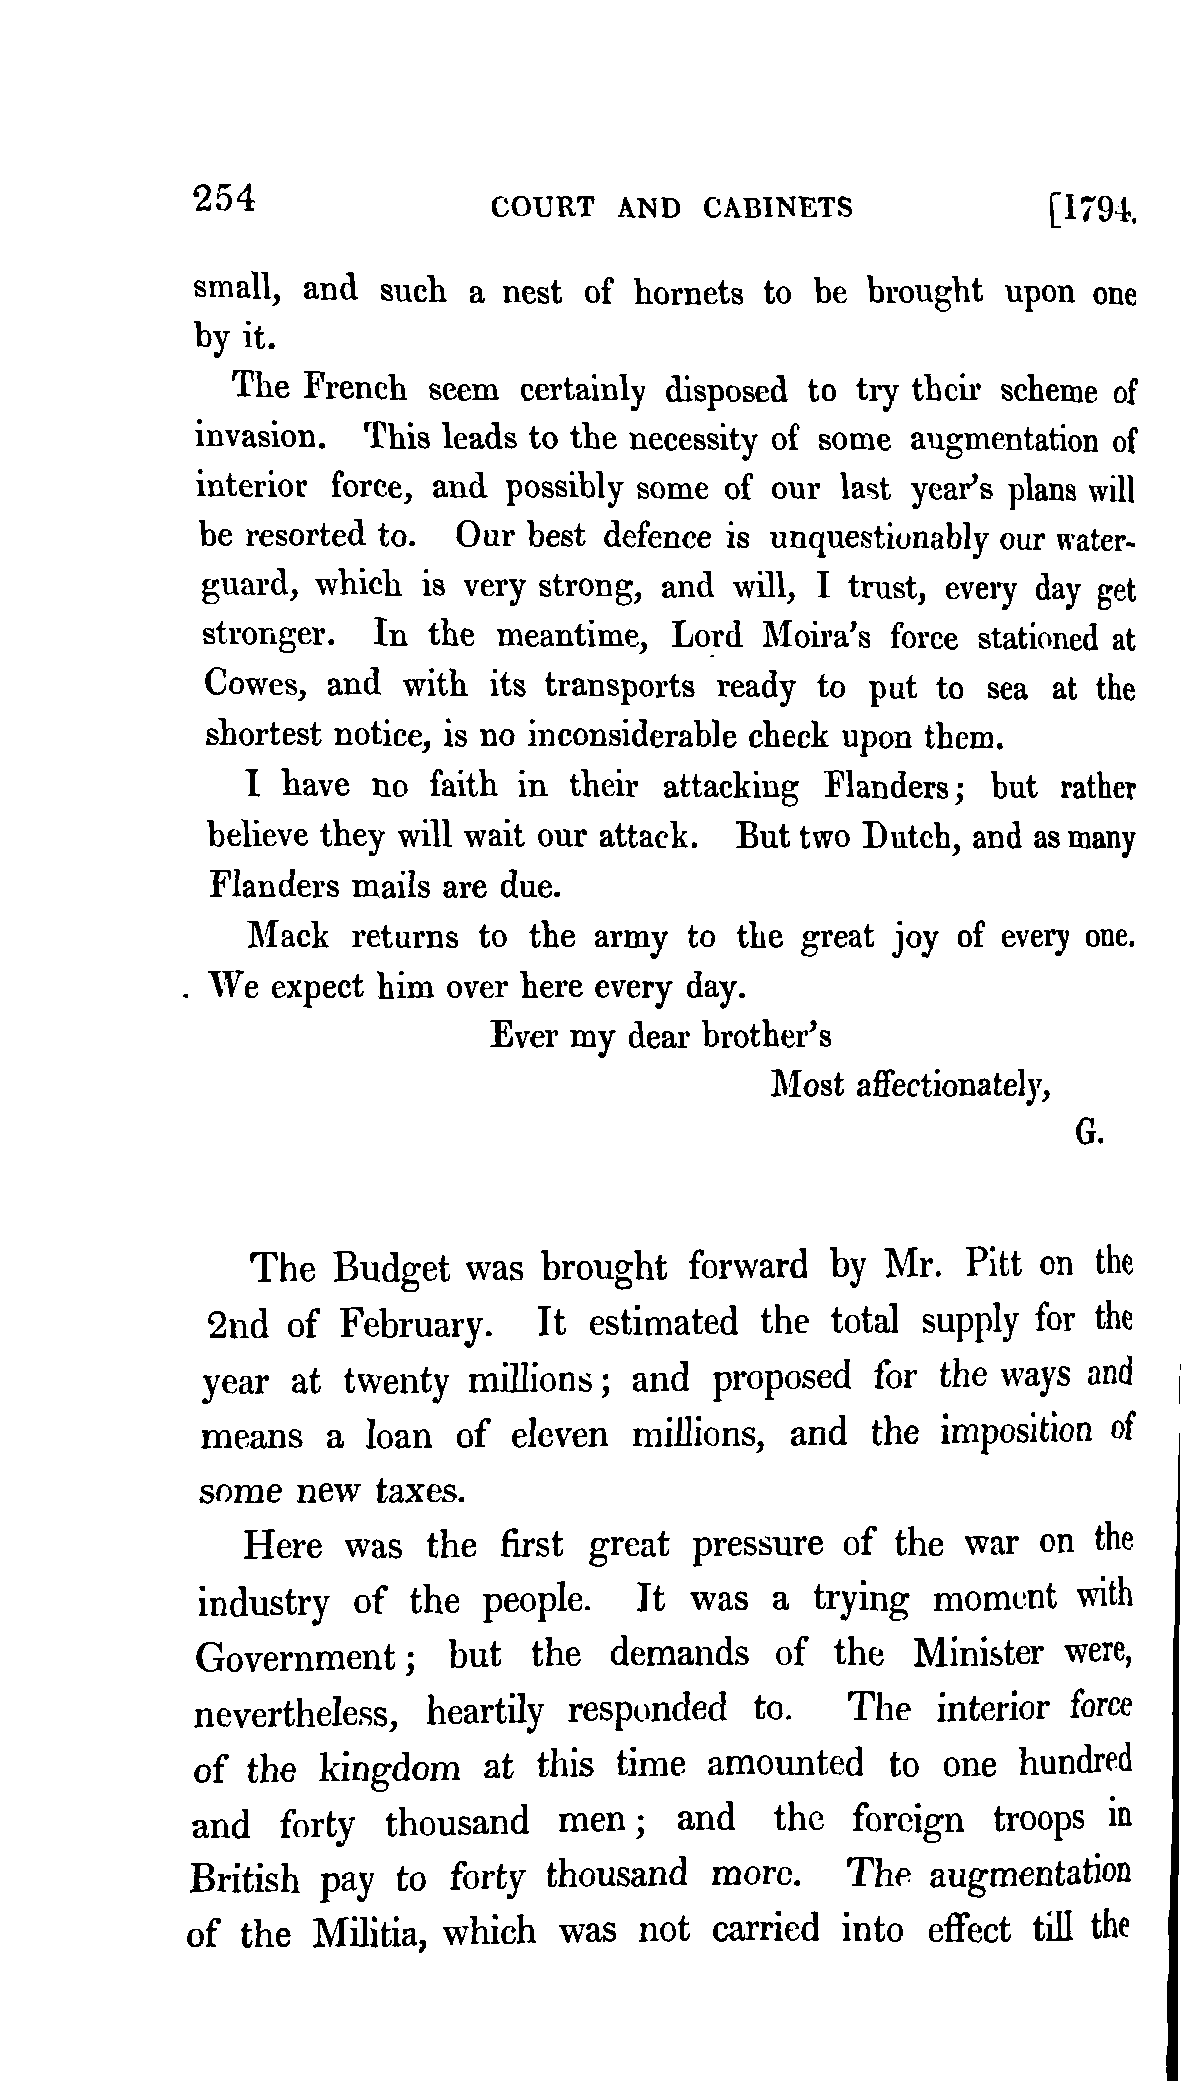 254 COURT AND CABINETS [1794.
small, and such a nest of hornets to be brought upon one
by it.
The French seem certainly disposed to try their scheme of
invasion. This leads to the necessity of some augmentation of
interior force, and possibly some of our last year's plans will
be resorted to. Our best defence is unquestionably our water-
guard, which is very strong, and will, I trust, every day get
stronger. In the meantime, Lord Moira's force stationed at
Cowes, and with its transports ready to put to sea at the
shortest notice, is no inconsiderable check upon them.
I have no faith in their attacking Flanders; but rather
believe they will wait our attack. But two Dutch, and as many
Flanders mails are due.
Mack returns to the army to the great joy of every one.
We expect him over here every day.
Ever my dear brother's
Most affectionately,
G.
The Budget was brought forward by Mr. Pitt on the
2nd of February. It estimated the total supply for the
year at twenty millions; and proposed for the ways and
means a loan of eleven millions, and the imposition of
some new taxes.
Here was the first great pressure of the war on the
industry of the people. It was a trying moment with
Government; but the demands of the Minister were,
nevertheless, heartily responded to. The interior force
of the kingdom at this time amounted to one hundred
and forty thousand men; and the foreign troops in
British pay to forty thousand more. The augmentation
of the Militia, which was not carried into effect till the